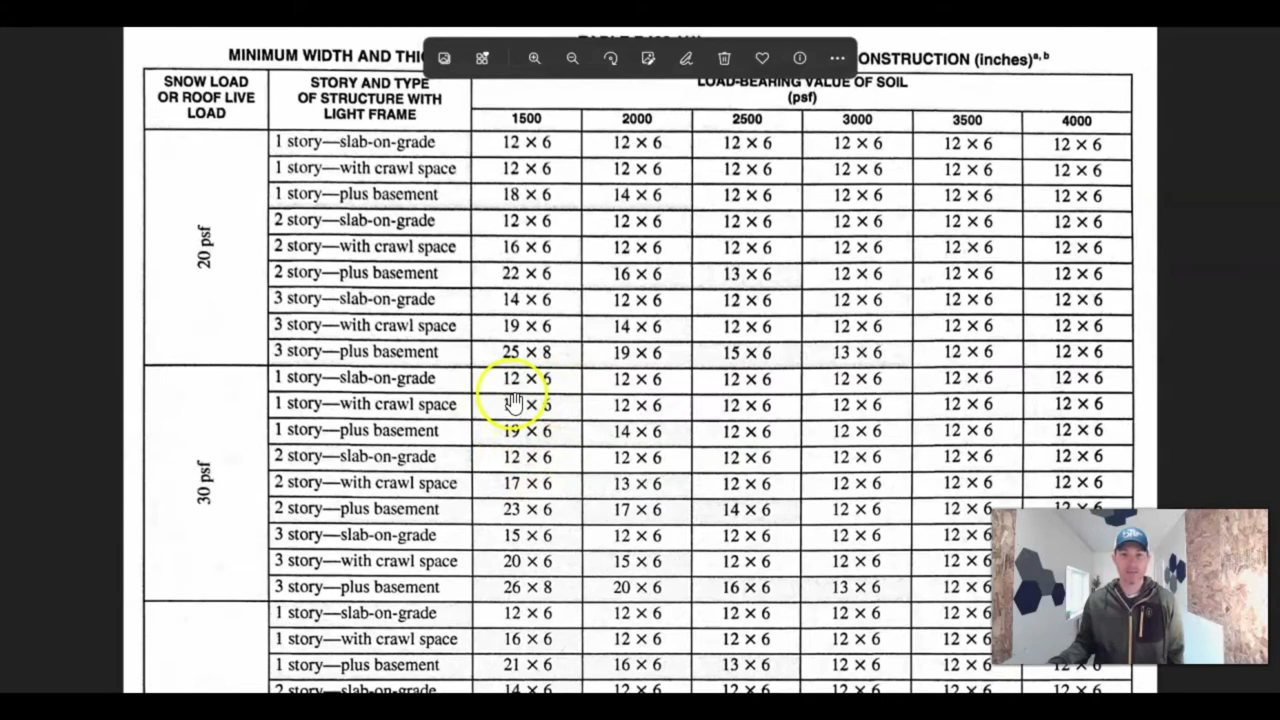 MINIMUM WIDTH AND ONSTRUCTION (inches)a, b
SNOW LOAD OR ROOF LIVE LOAD
STORY AND TYPE OF STRUCTURE WITH LIGHT FRAME
LOAD-BEARING VALUE OF SOIL
(psf)
1500 2000 2500 3000 3500 4000
20 psf
1 story—slab-on-grade 12 × 6 12 × 6 12 × 6 12 × 6 12 × 6 12 × 6
1 story—with crawl space 12 × 6 12 × 6 12 × 6 12 × 6 12 × 6 12 × 6
1 story—plus basement 18 × 6 14 × 6 12 × 6 12 × 6 12 × 6 12 × 6
2 story—slab-on-grade 12 × 6 12 × 6 12 × 6 12 × 6 12 × 6 12 × 6
2 story—with crawl space 16 × 6 12 × 6 12 × 6 12 × 6 12 × 6 12 × 6
2 story—plus basement 22 × 6 16 × 6 13 × 6 12 × 6 12 × 6 12 × 6
3 story—slab-on-grade 14 × 6 12 × 6 12 × 6 12 × 6 12 × 6 12 × 6
3 story—with crawl space 19 × 6 14 × 6 12 × 6 12 × 6 12 × 6 12 × 6
3 story—plus basement 25 × 8 19 × 6 15 × 6 13 × 6 12 × 6 12 × 6
30 psf
1 story—slab-on-grade 12 × 6 12 × 6 12 × 6 12 × 6 12 × 6 12 × 6
1 story—with crawl space × 6 12 × 6 12 × 6 12 × 6 12 × 6 12 × 6
1 story—plus basement 19 × 6 14 × 6 12 × 6 12 × 6 12 × 6 12 × 6
2 story—slab-on-grade 12 × 6 12 × 6 12 × 6 12 × 6 12 × 6 12 × 6
2 story—with crawl space 17 × 6 13 × 6 12 × 6 12 × 6 12 × 6 12 × 6
2 story—plus basement 23 × 6 17 × 6 14 × 6 12 × 6 12 × 6 12 × 6
3 story—slab-on-grade 15 × 6 12 × 6 12 × 6 12 × 6 12 × 6
3 story—with crawl space 20 × 6 15 × 6 12 × 6 12 × 6 12 × 6
3 story—plus basement 26 × 8 20 × 6 16 × 6 13 × 6 12 × 6
1 story—slab-on-grade 12 × 6 12 × 6 12 × 6 12 × 6 12 × 6
1 story—with crawl space 16 × 6 12 × 6 12 × 6 12 × 6 12 × 6
1 story—plus basement 21 × 6 16 × 6 13 × 6 12 × 6 12 × 6 12 × 6
2 story—slab-on-grade 14 × 6 12 × 6 12 × 6 12 × 6 12 × 6 12 × 6